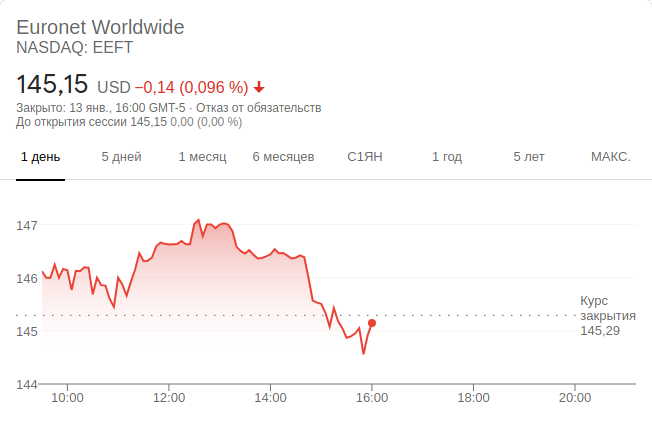 Euronet Worldwide
NASDAQ: EEFT
145,15 USD −0,14 (0,096 %)
Закрыто: 13 янв., 16:00 GMT-5 · Отказ от обязательств
До открытия сессии 145,15 0,00 (0,00 %)
1 день 5 дней 1 месяц 6 месяцев С1ЯН 1 год 5 лет МАКС.
147
146
Курс
закрытия
145,29
145
144
10:00 12:00 14:00 16:00 18:00 20:00